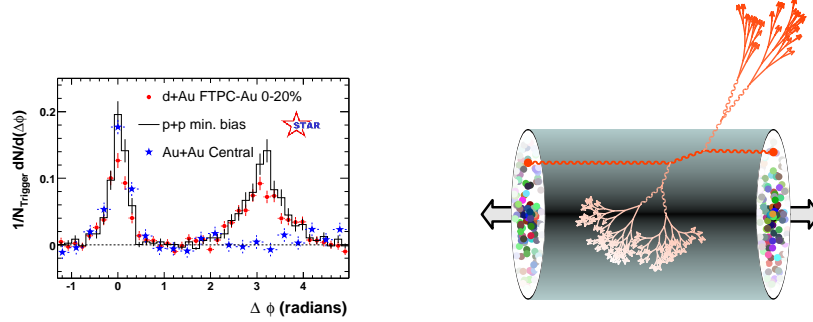 d+Au FTPC-Au 0-20%
p+p min. bias
STAR
Au+Au Central
1/N_Trigger dN/d(Δϕ)
0.2
0.1
0
-1 0 1 2 3 4
Δ ϕ (radians)